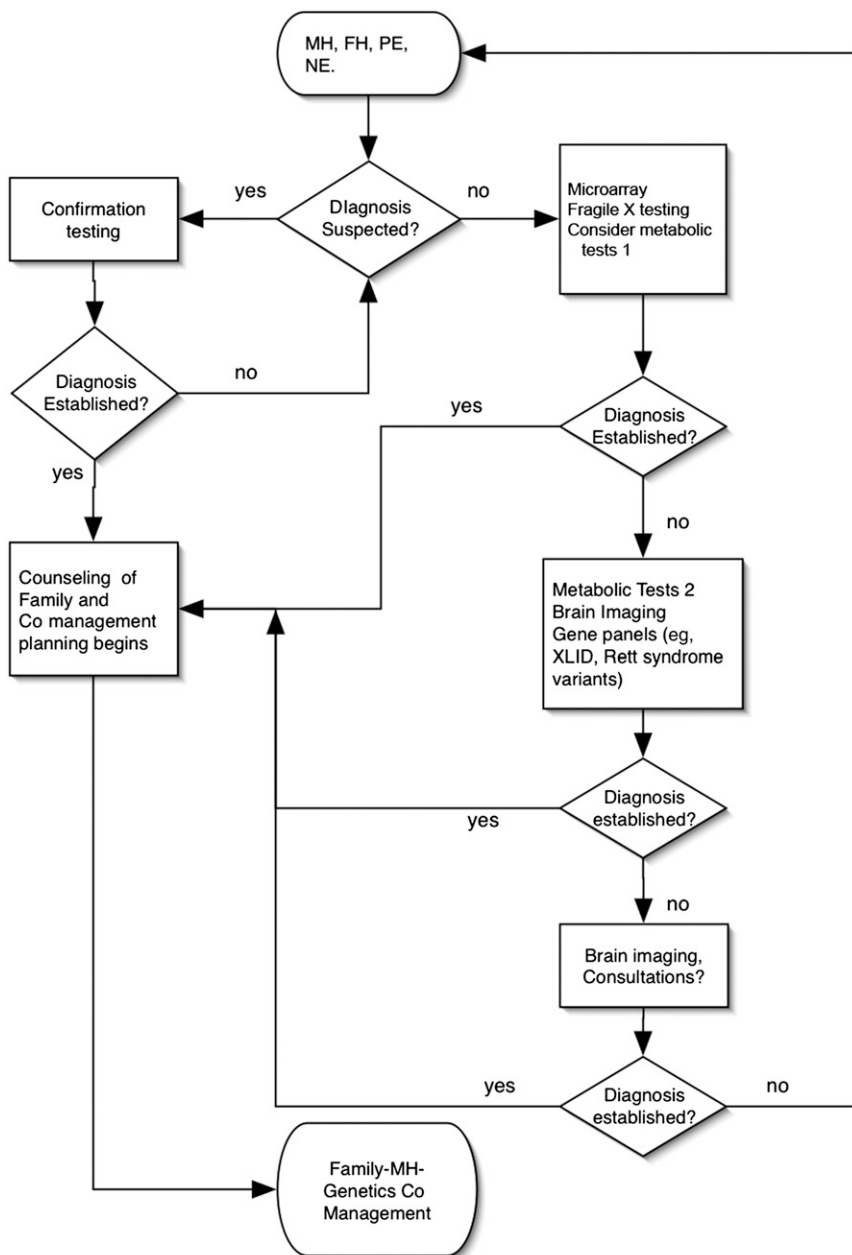 MH, FH, PE,
NE.
yes
no
DIagnosis
Suspected?
Confirmation
testing
Microarray
Fragile X testing
Consider metabolic
tests 1
Diagnosis
Established?
no
yes
yes
Diagnosis
Established?
no
Counseling of
Family and
Co management
planning begins
Metabolic Tests 2
Brain Imaging
Gene panels (eg,
XLID, Rett syndrome
variants)
Diagnosis
established?
yes
no
Brain imaging,
Consultations?
yes
Diagnosis
established?
no
Family-MH-
Genetics Co
Management